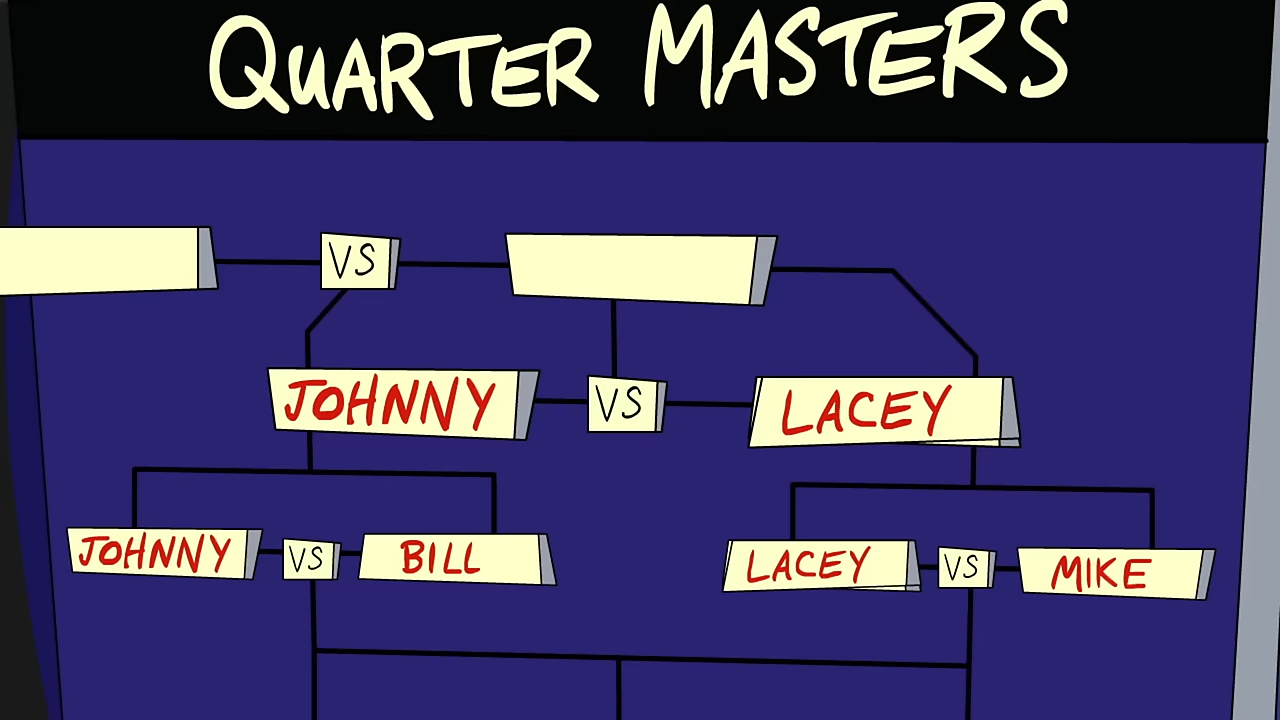 QUARTER MASTERS
VS
JOHNNY VS LACEY
JOHNNY VS BILL LACEY VS MIKE